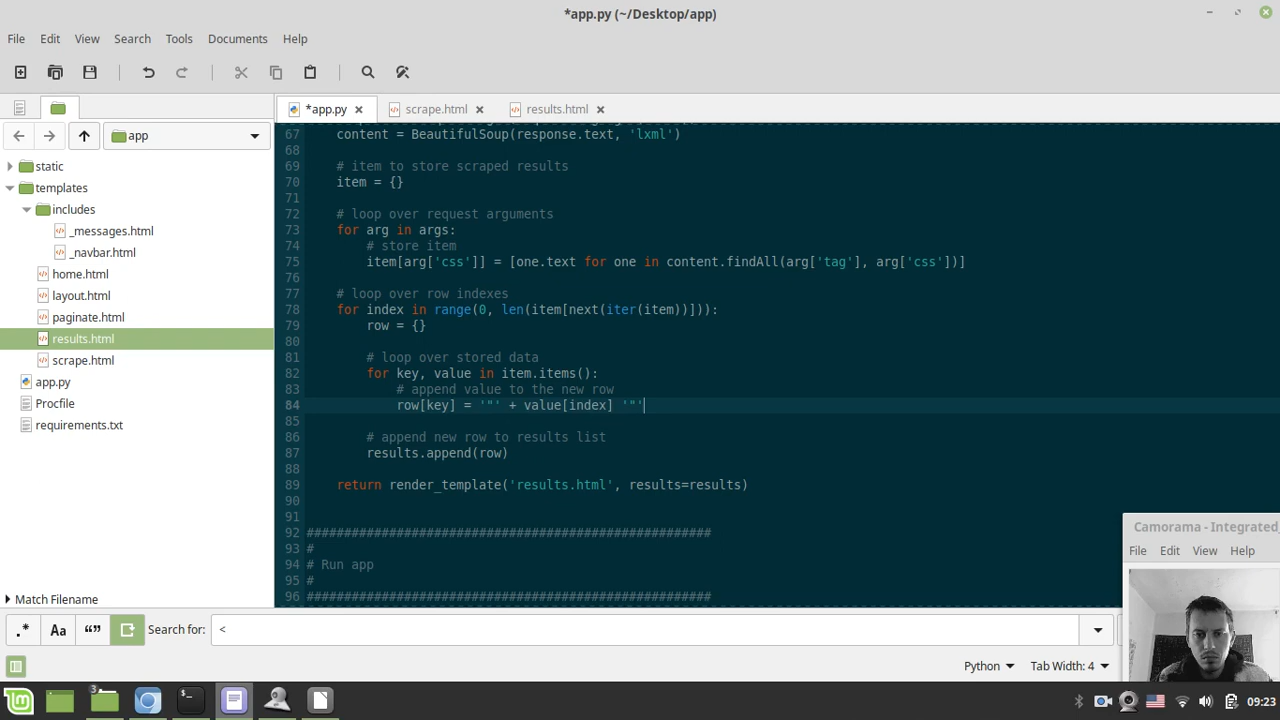 *app.py (~/Desktop/app)
File Edit View Search Tools Documents Help
*app.py scrape.html results.html
app
static
templates
includes
_messages.html
_navbar.html
home.html
layout.html
paginate.html
results.html
scrape.html
app.py
Procfile
requirements.txt
Match Filename
67 content = BeautifulSoup(response.text, 'lxml')
68
69 # item to store scraped results
70 item = {}
71
72 # loop over request arguments
73 for arg in args:
74 # store item
75 item[arg['css']] = [one.text for one in content.findAll(arg['tag'], arg['css'])]
76
77 # loop over row indexes
78 for index in range(0, len(item[next(iter(item))])):
79 row = {}
80
81 # loop over stored data
82 for key, value in item.items():
83 # append value to the new row
84 row[key] = '"' + value[index] '"'
85
86 # append new row to results list
87 results.append(row)
88
89 return render_template('results.html', results=results)
90
91
92 ######################################################
93 #
94 # Run app
95 #
96 ######################################################
Camorama - Integrated
File Edit View Help
.* Aa “” Search for: <
Python Tab Width: 4
3
09:23